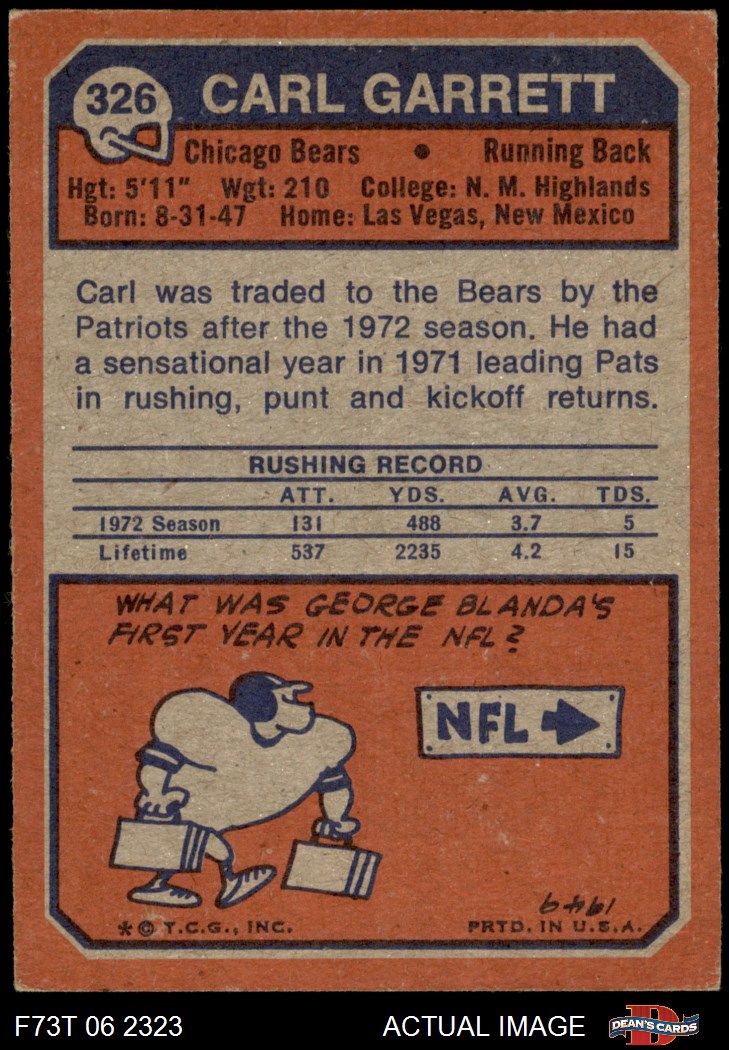 326 CARL GARRETT
Chicago Bears • Running Back
Hgt: 5'11" Wgt: 210 College: N. M. Highlands
Born: 8-31-47 Home: Las Vegas, New Mexico
Carl was traded to the Bears by the
Patriots after the 1972 season. He had
a sensational year in 1971 leading Pats
in rushing, punt and kickoff returns.
RUSHING RECORD
ATT. YDS. AVG. TDS.
1972 Season 131 488 3.7 5
Lifetime 537 2235 4.2 15
WHAT WAS GEORGE BLANDA'S
FIRST YEAR IN THE NFL?
NFL
1949
*© T.C.G., INC. PRTD. IN U.S.A.
F73T 06 2323 ACTUAL IMAGE DEAN'S CARDS